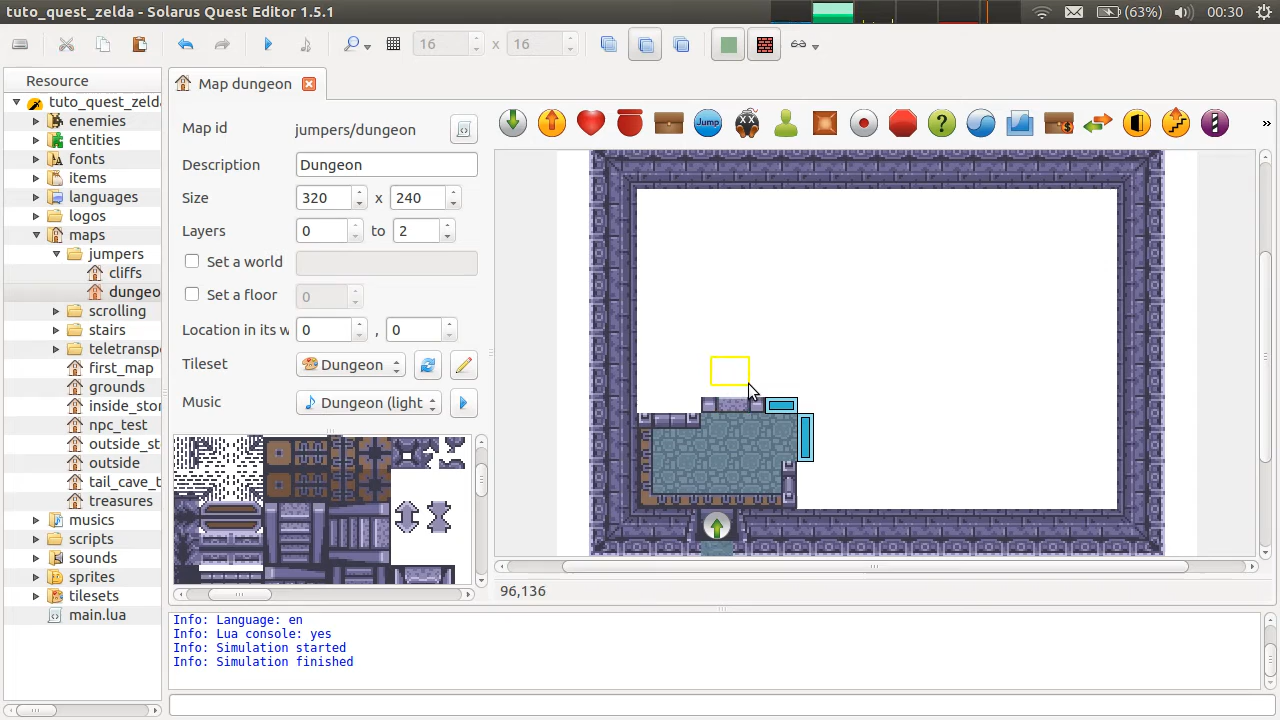 tuto_quest_zelda - Solarus Quest Editor 1.5.1
(63%) 00:30
16 x 16
Resource
Map dungeon
tuto_quest_zelda
enemies
entities
fonts
items
languages
logos
maps
jumpers
cliffs
dungeo
scrolling
stairs
teletransp
first_map
grounds
inside_sto
npc_test
outside_st
outside
tail_cave_t
treasures
musics
scripts
sounds
sprites
tilesets
main.lua
Map id jumpers/dungeon
Description Dungeon
Size 320 x 240
Layers 0 to 2
Set a world
Set a floor 0
Location in its w 0 , 0
Tileset Dungeon
Music Dungeon (light
Jump
?
$
»
96,136
Info: Language: en
Info: Lua console: yes
Info: Simulation started
Info: Simulation finished